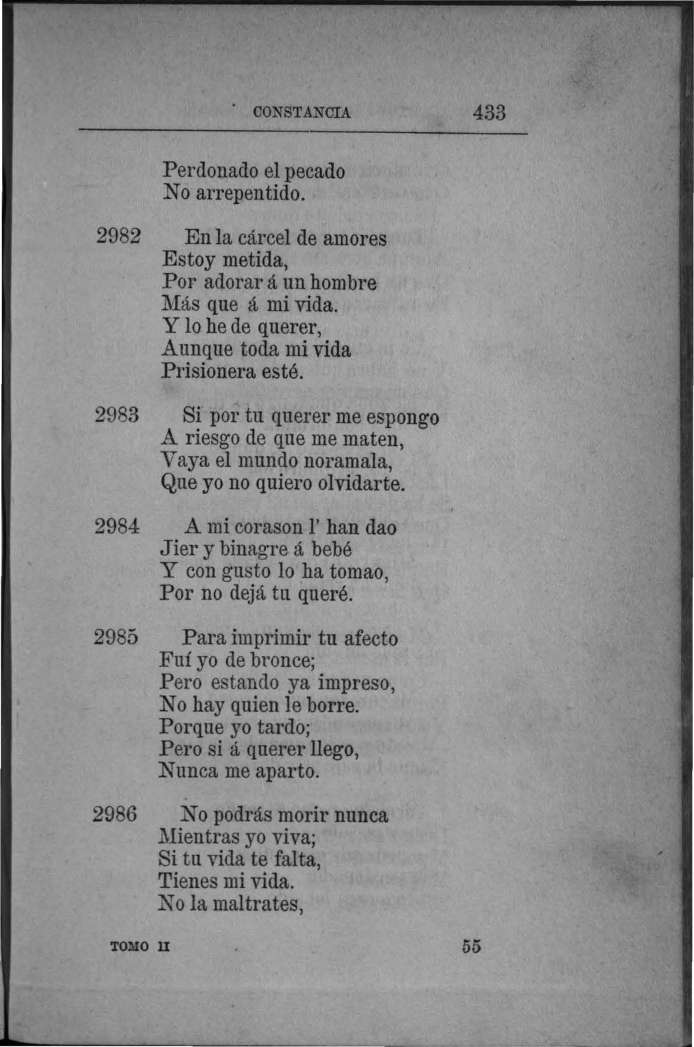 CONSTANCIA 433
Perdonado el pecado
No arrepentido.
2982 En la cárcel de amores
Estoy metida,
Por adorar á un hombre
Más que á mi vida.
Y lo he de querer,
Aunque toda mi vida
Prisionera esté.
2983 Si por tu querer me espongo
A riesgo de que me maten,
Vaya el mundo noramala,
Que yo no quiero olvidarte.
2984 A mi corason l' han dao
Jier y binagre á bebé
Y con gusto lo ha tomao,
Por no dejá tu queré.
2985 Para imprimir tu afecto
Fuí yo de bronce;
Pero estando ya impreso,
No hay quien le borre.
Porque yo tardo;
Pero si á querer llego,
Nunca me aparto.
2986 No podrás morir nunca
Mientras yo viva;
Si tu vida te falta,
Tienes mi vida.
No la maltrates,
TOMO II 55